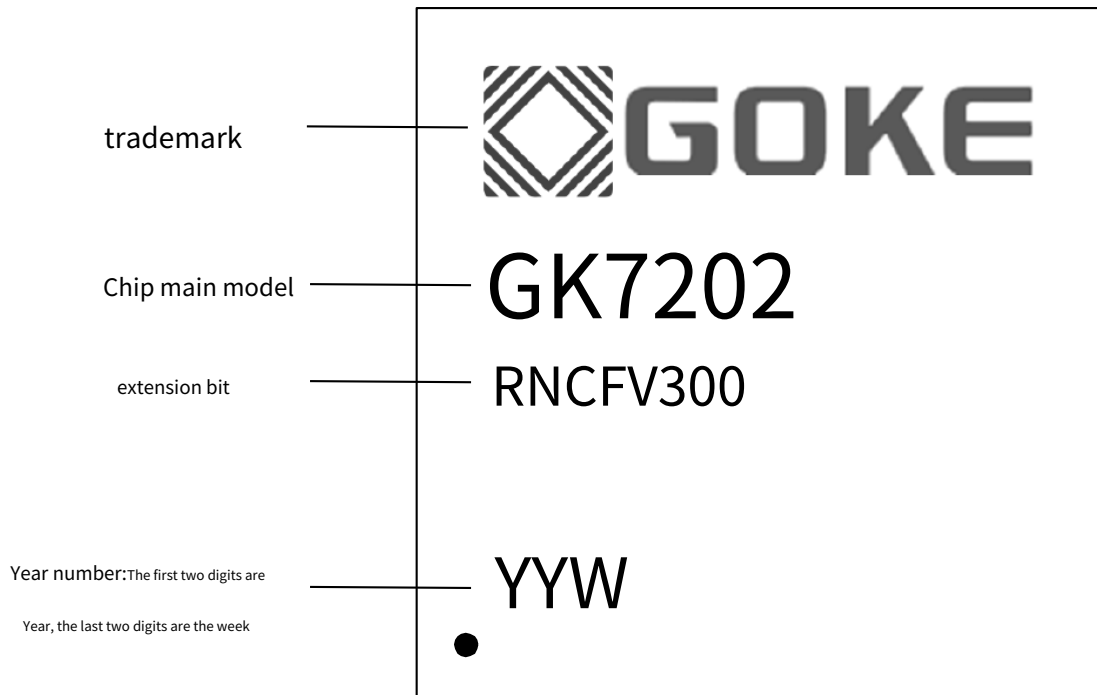 trademark
GOKE
Chip main model
GK7202
extension bit
RNCFV300
Year number:The first two digits are
Year, the last two digits are the week
YYW